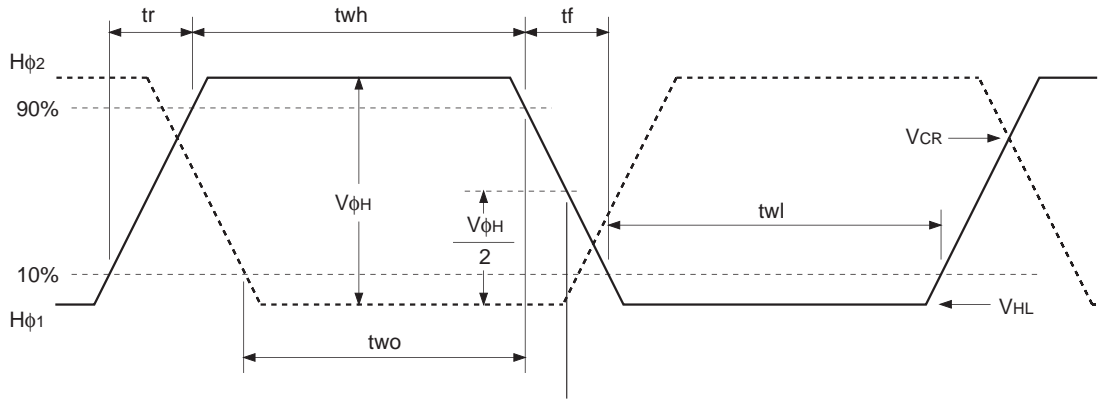 tr
twh
tf
Hϕ2
90%
VCR
VϕH
VϕH
2
twl
10%
Hϕ1
VHL
two